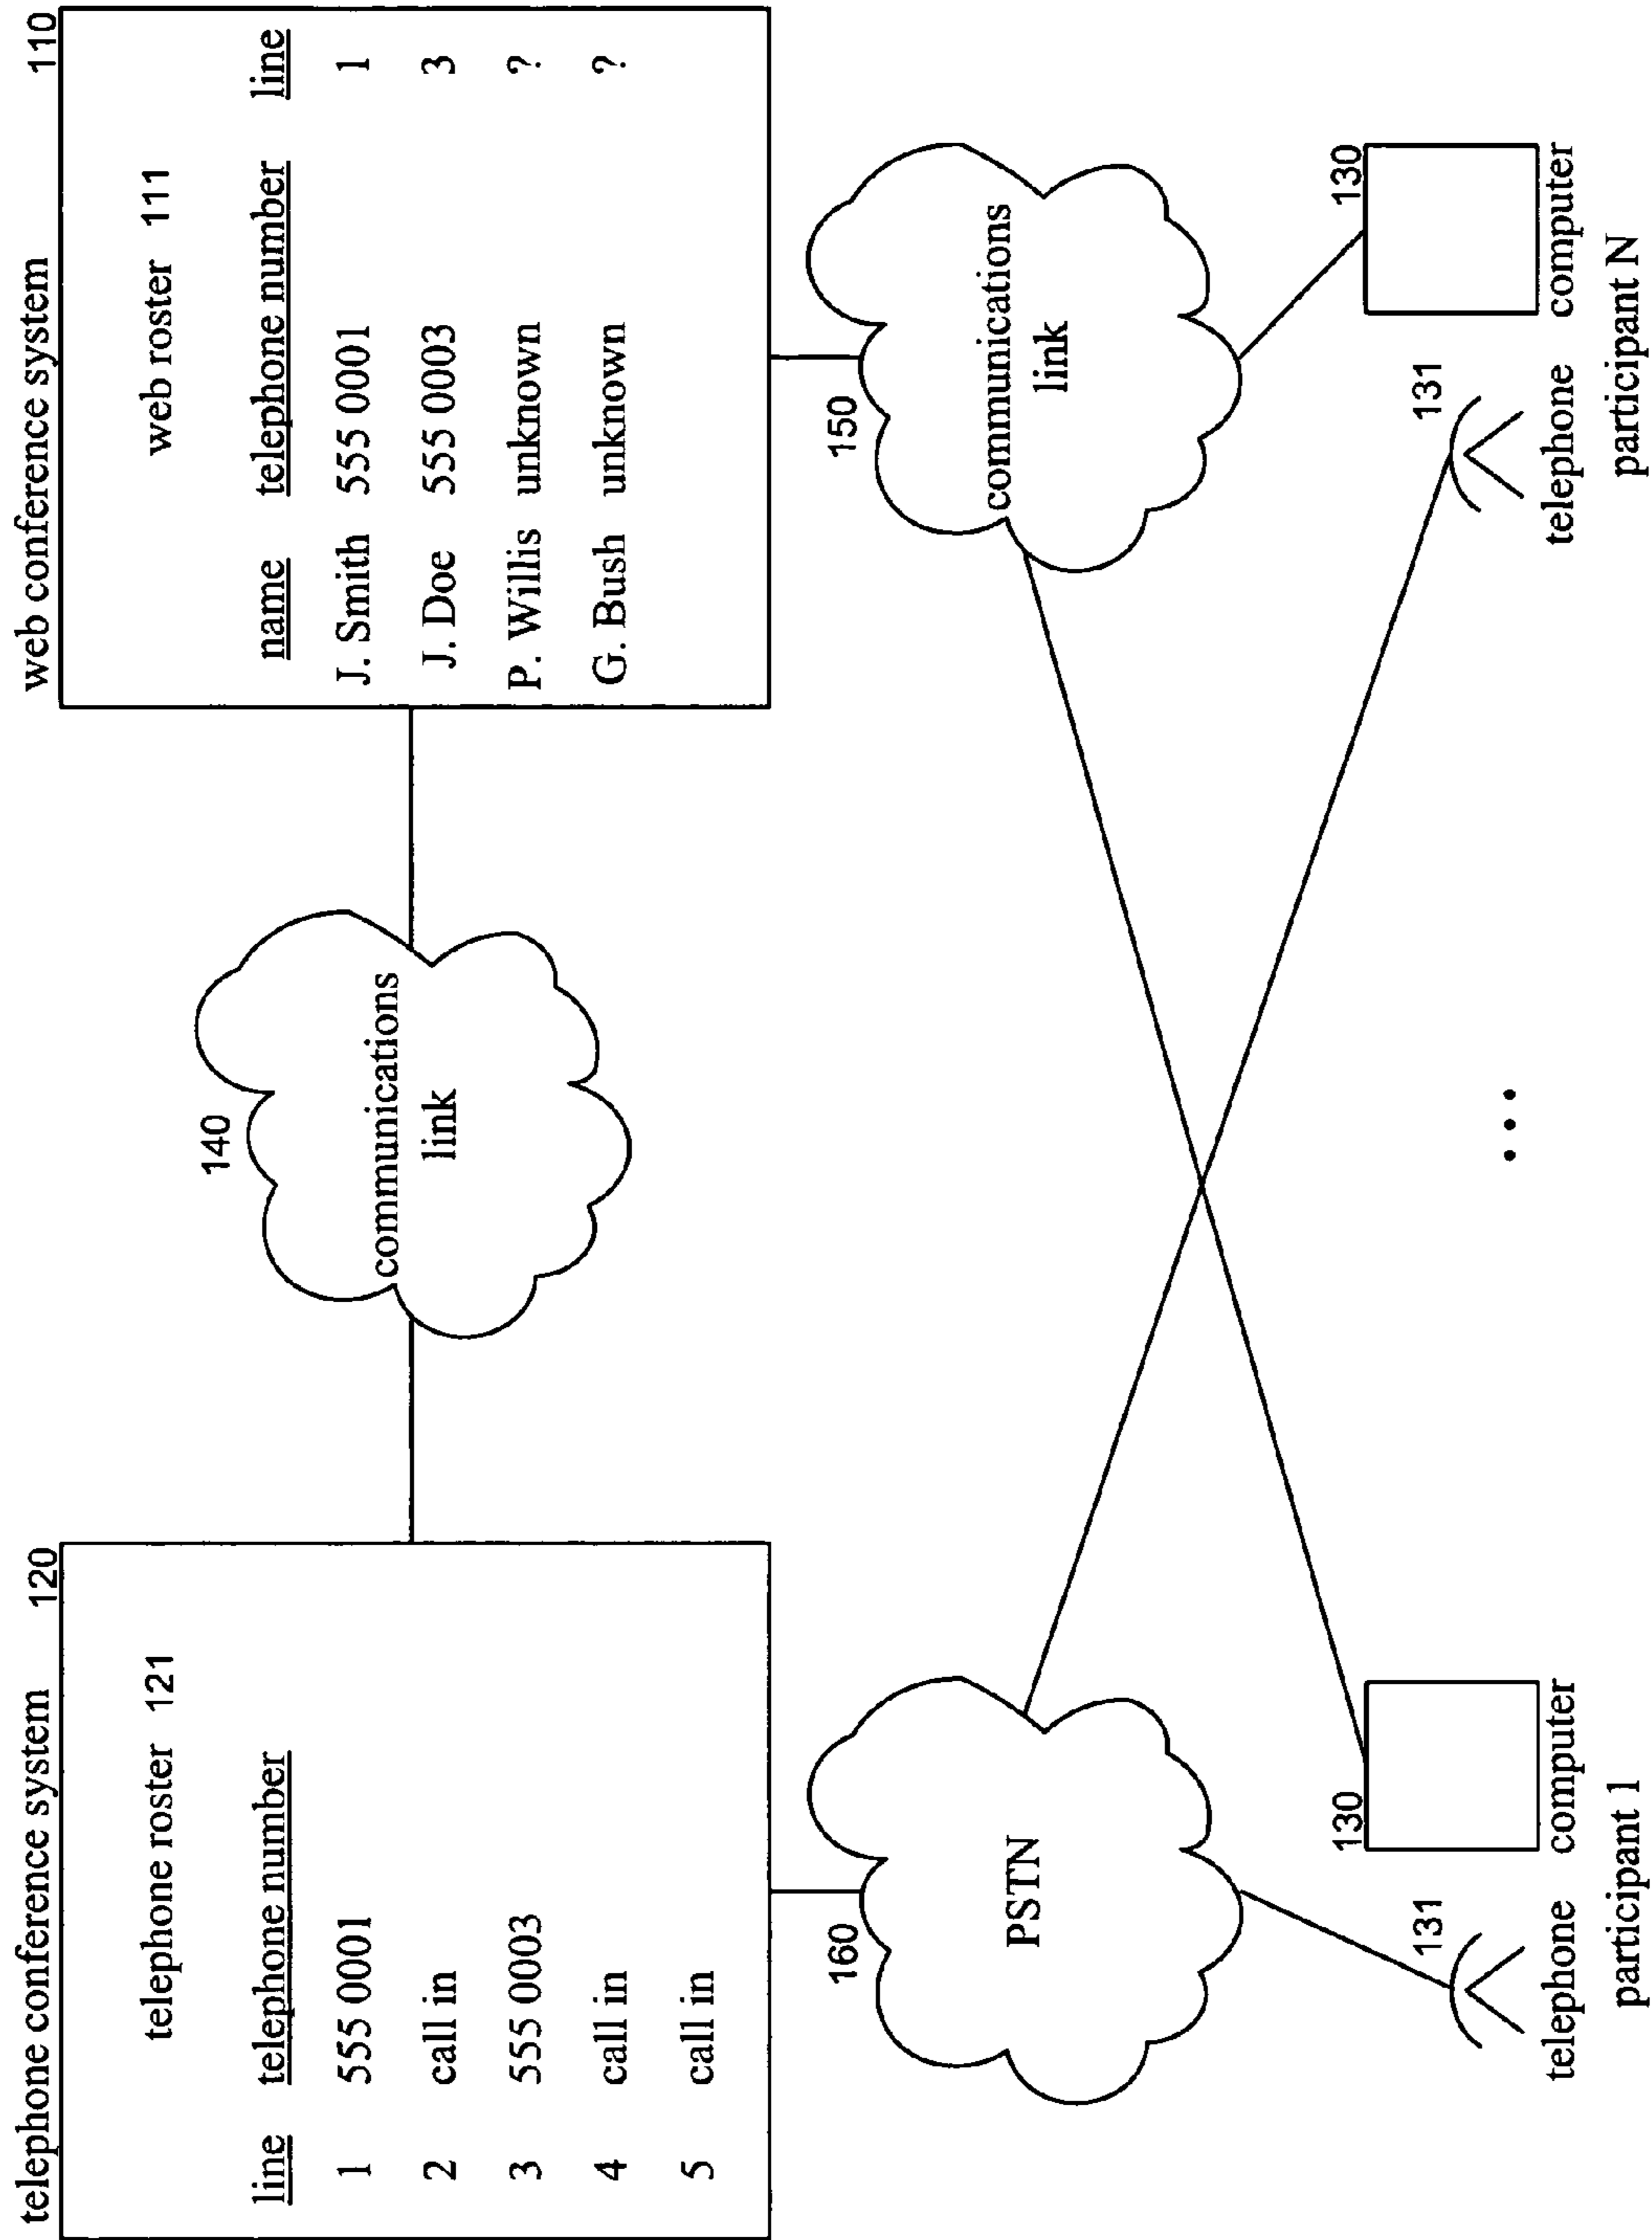 telephone conference system 120
telephone roster 121
line telephone number
1 555 0001
2 call in
3 555 0003
4 call in
5 call in
140
communications
link
web conference system 110
web roster 111
name telephone number line
J. Smith 555 0001 1
J. Doe 555 0003 3
P. Willis unknown ?
G. Bush unknown ?
160
PSTN
150
communications
link
131
130
telephone computer
participant 1
...
131
130
telephone computer
participant N